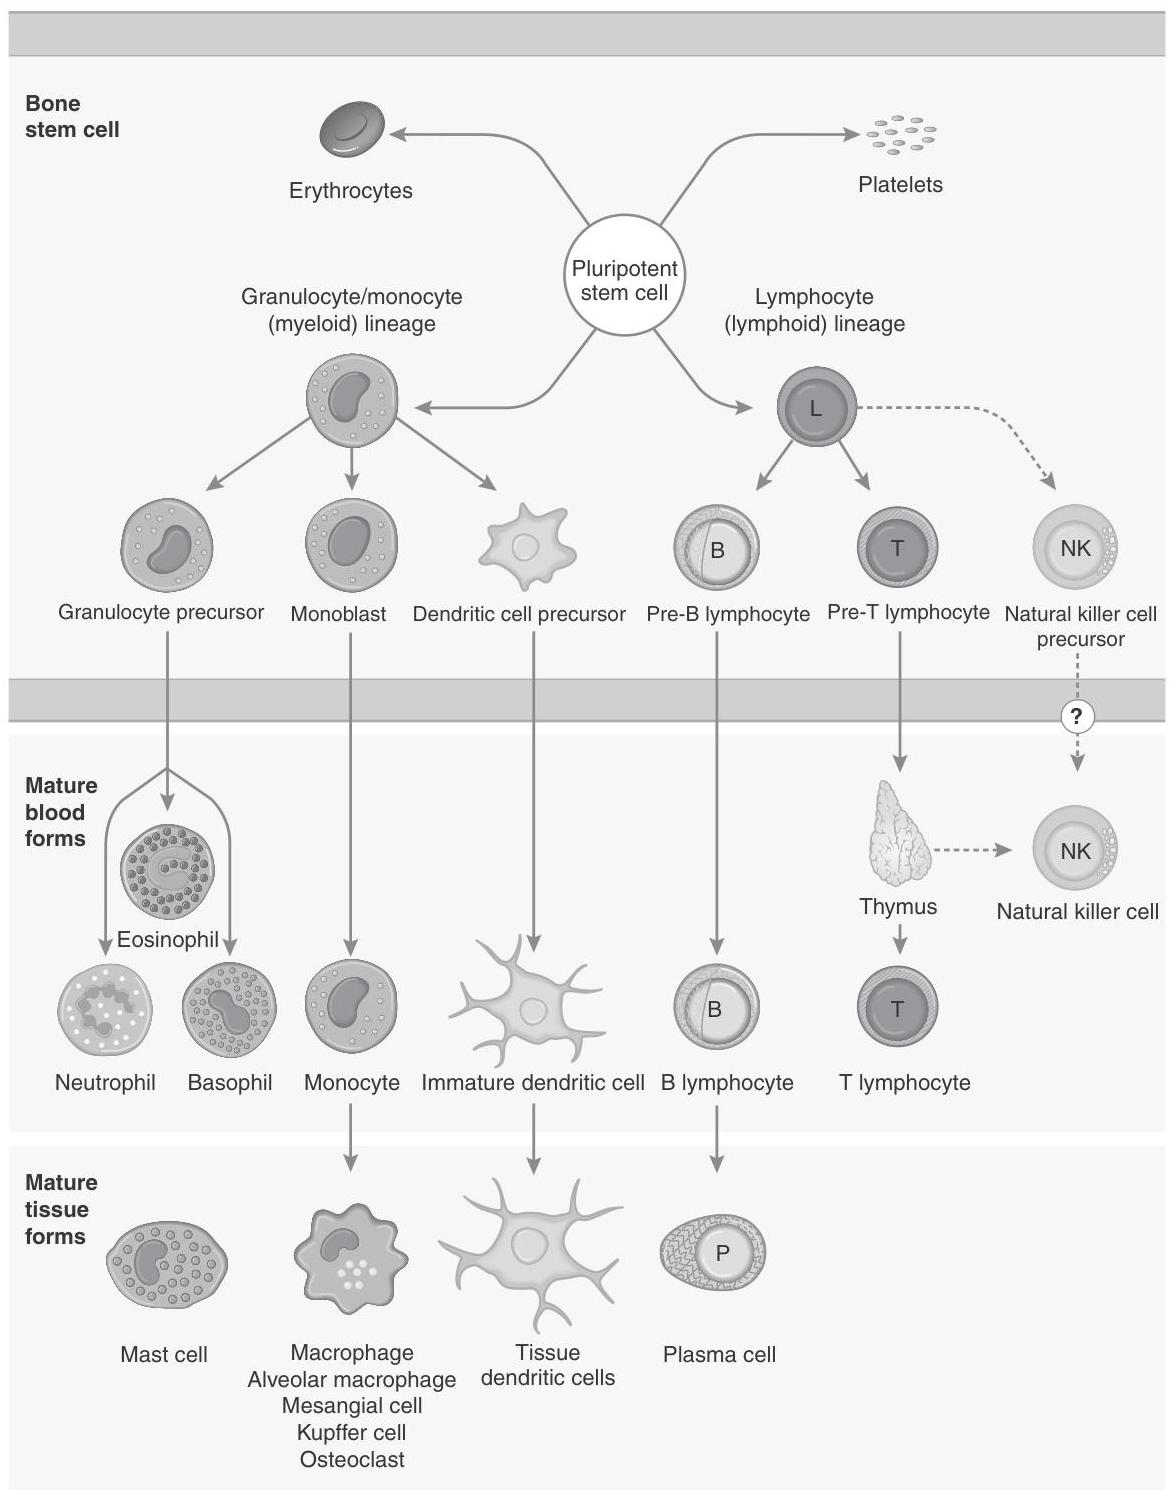 Bone
stem cell
Erythrocytes
Platelets
Pluripotent
stem cell
Granulocyte/monocyte
(myeloid) lineage
Lymphocyte
(lymphoid) lineage
L
B
T
NK
Granulocyte precursor
Monoblast
Dendritic cell precursor
Pre-B lymphocyte
Pre-T lymphocyte
Natural killer cell
precursor
?
Mature
blood
forms
NK
Thymus
Natural killer cell
Eosinophil
B
T
Neutrophil
Basophil
Monocyte
Immature dendritic cell
B lymphocyte
T lymphocyte
Mature
tissue
forms
P
Mast cell
Macrophage
Alveolar macrophage
Mesangial cell
Kupffer cell
Osteoclast
Tissue
dendritic cells
Plasma cell